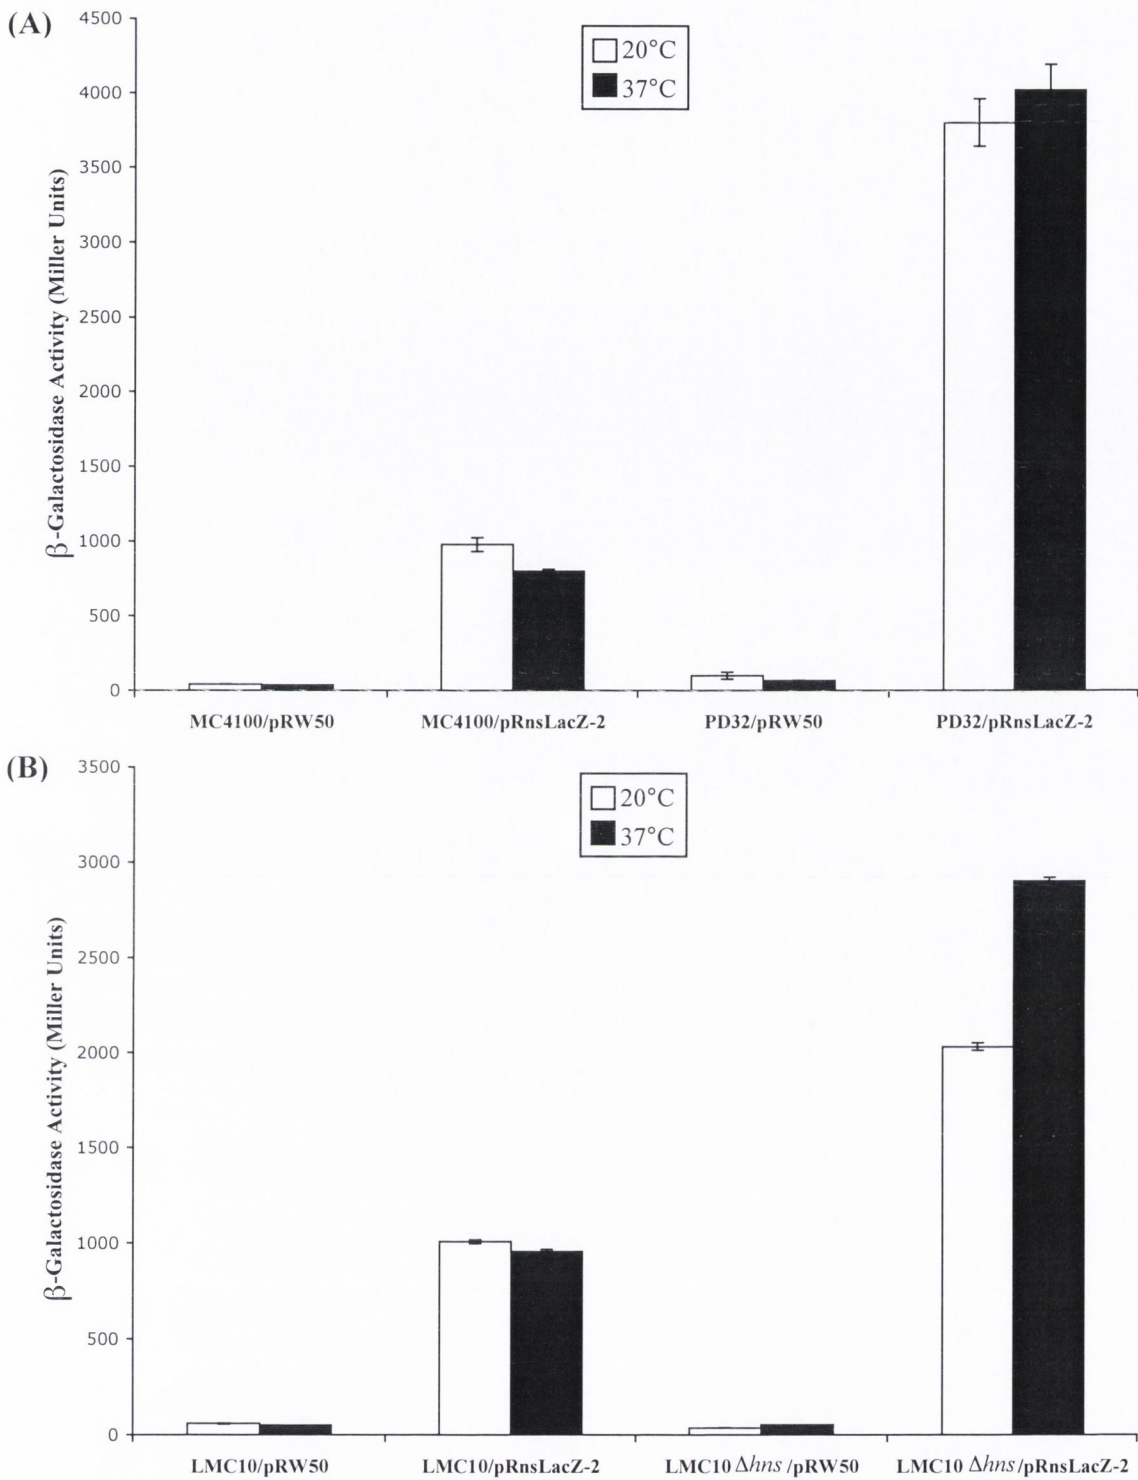 (A)
4500
4000
3500
3000
2500
2000
1500
1000
500
0
β-Galactosidase Activity (Miller Units)
20°C
37°C
MC4100/pRW50
MC4100/pRnsLacZ-2
PD32/pRW50
PD32/pRnsLacZ-2
(B)
3500
3000
2500
2000
1500
1000
500
0
β-Galactosidase Activity (Miller Units)
20°C
37°C
LMC10/pRW50
LMC10/pRnsLacZ-2
LMC10 Δhns /pRW50
LMC10 Δhns/pRnsLacZ-2